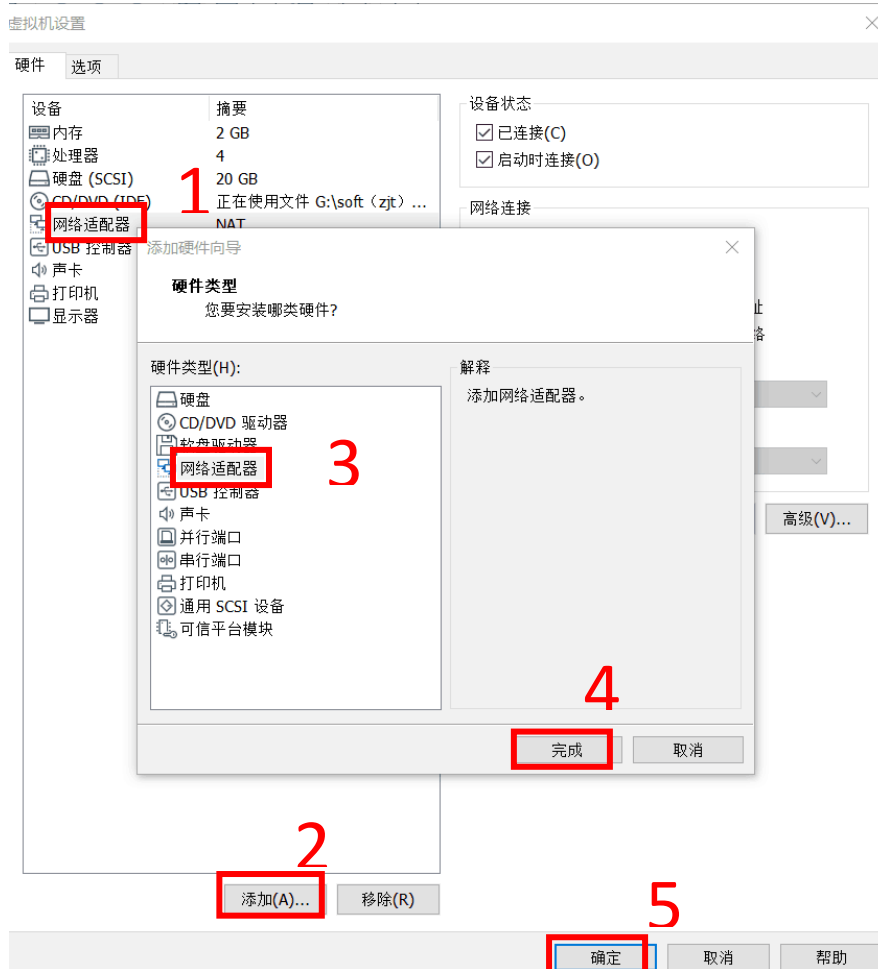 虚拟机设置
硬件 选项
设备 摘要
内存 2 GB
处理器 4
硬盘 (SCSI) 20 GB
CD/DVD (IDE) 正在使用文件 G:\soft（zjt）...
网络适配器 NAT
USB 控制器
声卡
打印机
显示器
1
设备状态
已连接(C)
启动时连接(O)
网络连接
址
络
高级(V)...
添加硬件向导
硬件类型
您要安装哪类硬件?
硬件类型(H):
硬盘
CD/DVD 驱动器
软盘驱动器
网络适配器
USB 控制器
声卡
并行端口
串行端口
打印机
通用 SCSI 设备
可信平台模块
3
解释
添加网络适配器。
4
完成 取消
2
添加(A)... 移除(R)
5
确定 取消 帮助